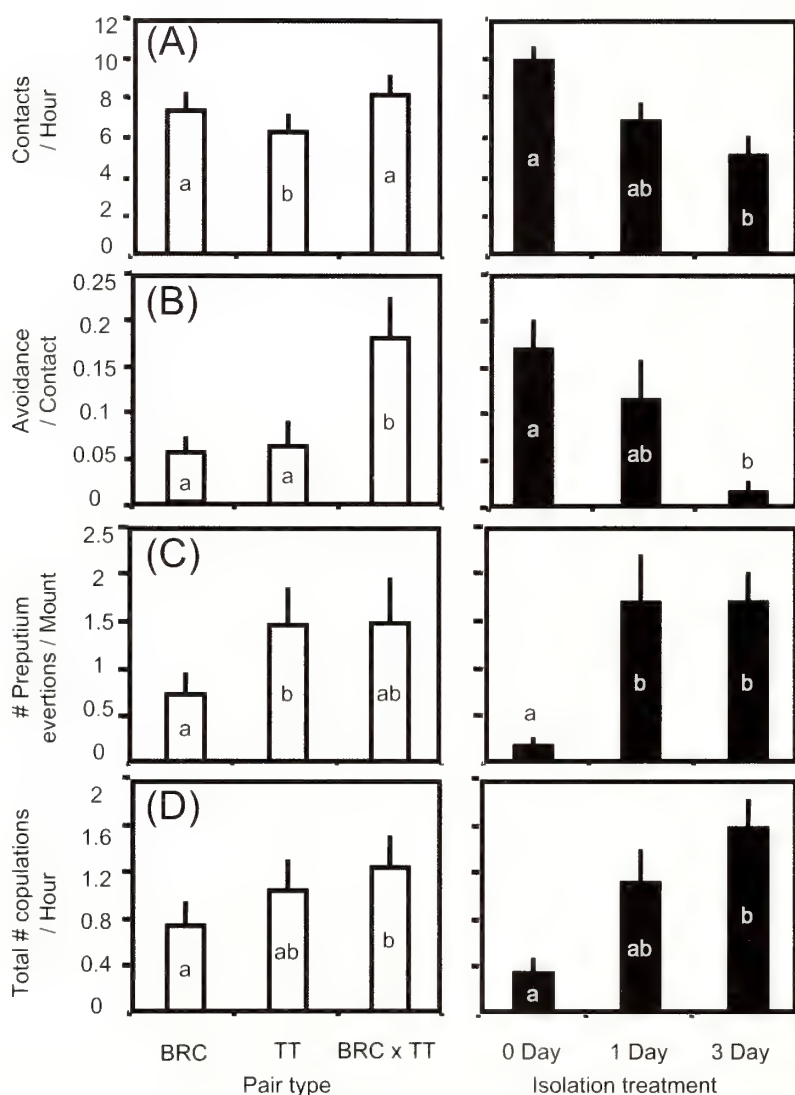 (A)
Contacts
/ Hour
12
10
8
6
4
2
0
a
b
a
a
ab
b
(B)
Avoidance
/ Contact
0.25
0.2
0.15
0.1
0.05
0
a
a
b
a
ab
b
(C)
# Preputium
evertions / Mount
2.5
2
1.5
1
0.5
0
a
b
ab
a
b
b
(D)
Total # copulations
/ Hour
2
1.6
1.2
0.8
0.4
0
a
ab
b
a
ab
b
BRC TT BRC x TT
Pair type
0 Day 1 Day 3 Day
Isolation treatment